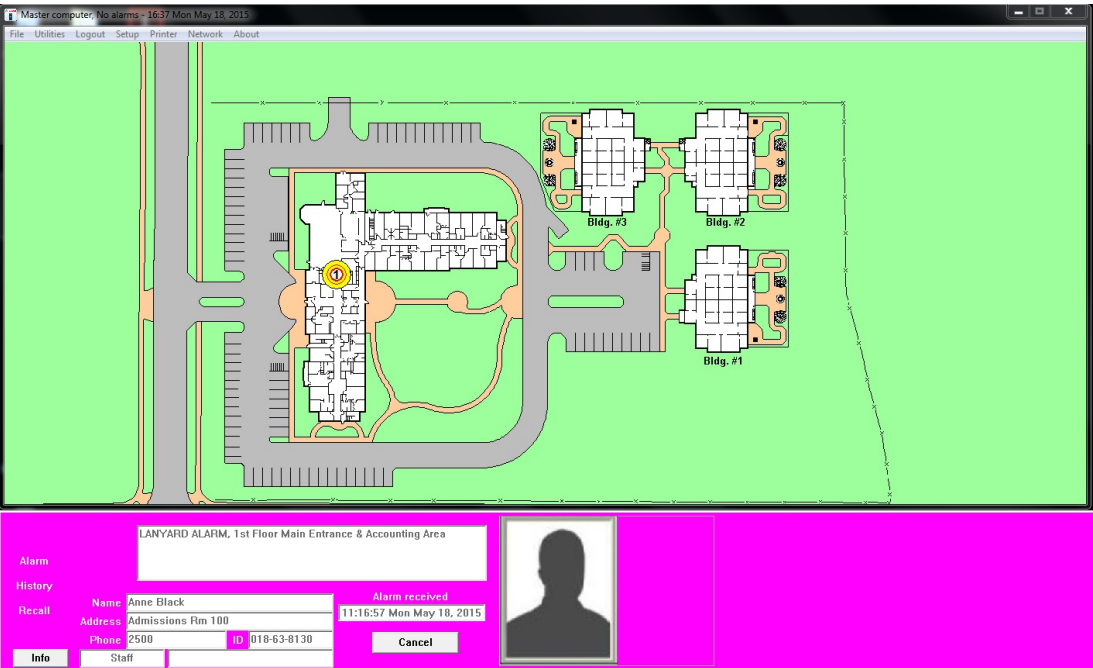 Master computer, No alarms - 16:37 Mon May 18, 2015
File Utilities Logout Setup Printer Network About
Bldg. #3
Bldg. #2
1
Bldg. #1
LANYARD ALARM, 1st Floor Main Entrance & Accounting Area
Alarm
History
Recall
Name Anne Black
Address Admissions Rm 100
Phone 2500 ID 018-63-8130
Info Staff
Alarm received
11:16:57 Mon May 18, 2015
Cancel